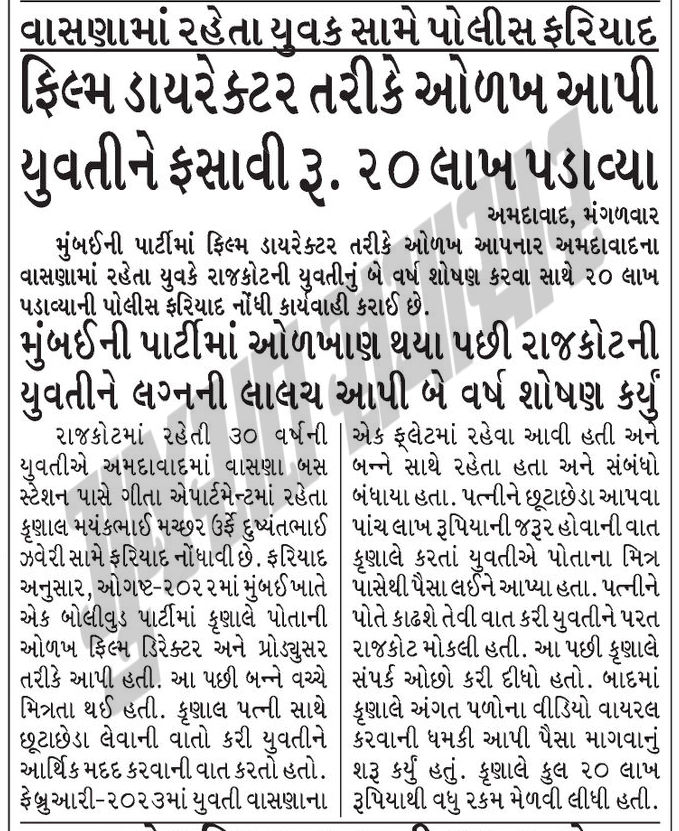 વાસણામાં રહેતા યુવક સામે પોલીસ ફરિયાદ
ફિલ્મ ડાયરેક્ટર તરીકે ઓળખ આપી
યુવતીને ફસાવી રૂ. ૨૦ લાખ પડાવ્યા
અમદાવાદ, મંગળવાર
મુંબઈની પાર્ટીમાં ફિલ્મ ડાયરેક્ટર તરીકે ઓળખ આપનાર અમદાવાદના
વાસણામાં રહેતા યુવકે રાજકોટની યુવતીનું બે વર્ષ શોષણ કરવા સાથે ૨૦ લાખ
પડાવ્યાની પોલીસ ફરિયાદ નોંધી કાર્યવાહી કરાઈ છે.
મુંબઈની પાર્ટીમાં ઓળખાણ થયા પછી રાજકોટની
યુવતીને લગ્નની લાલચ આપી બે વર્ષ શોષણ કર્યું
રાજકોટમાં રહેતી ૩૦ વર્ષની
યુવતીએ અમદાવાદમાં વાસણા બસ
સ્ટેશન પાસે ગીતા એપાર્ટમેન્ટમાં રહેતા
કૃણાલ મયંકભાઈ મચ્છર ઉર્ફે દુષ્યંતભાઈ
ઝવેરી સામે ફરિયાદ નોંધાવી છે. ફરિયાદ
અનુસાર, ઓગષ્ટ-૨૦૨૨માં મુંબઈ ખાતે
એક બોલીવુડ પાર્ટીમાં કૃણાલે પોતાની
ઓળખ ફિલ્મ ડિરેક્ટર અને પ્રોડ્યુસર
તરીકે આપી હતી. આ પછી બન્ને વચ્ચે
મિત્રતા થઈ હતી. કૃણાલ પત્ની સાથે
છૂટાછેડા લેવાની વાતો કરી યુવતીને
આર્થિક મદદ કરવાની વાત કરતો હતો.
ફેબ્રુઆરી-૨૦૨૩માં યુવતી વાસણાના
એક ફ્લેટમાં રહેવા આવી હતી અને
બન્ને સાથે રહેતા હતા અને સંબંધો
બંધાયા હતા. પત્નીને છૂટાછેડા આપવા
પાંચ લાખ રૂપિયાની જરૂર હોવાની વાત
કૃણાલે કરતાં યુવતીએ પોતાના મિત્ર
પાસેથી પૈસા લઈને આપ્યા હતા. પત્નીને
પોતે કાઢશે તેવી વાત કરી યુવતીને પરત
રાજકોટ મોકલી હતી. આ પછી કૃણાલે
સંપર્ક ઓછો કરી દીધો હતો. બાદમાં
કૃણાલે અંગત પળોના વીડિયો વાયરલ
કરવાની ધમકી આપી પૈસા માગવાનું
શરૂ કર્યું હતું. કૃણાલે કુલ ૨૦ લાખ
રૂપિયાથી વધુ રકમ મેળવી લીધી હતી.
ગુજરાત સમાચાર